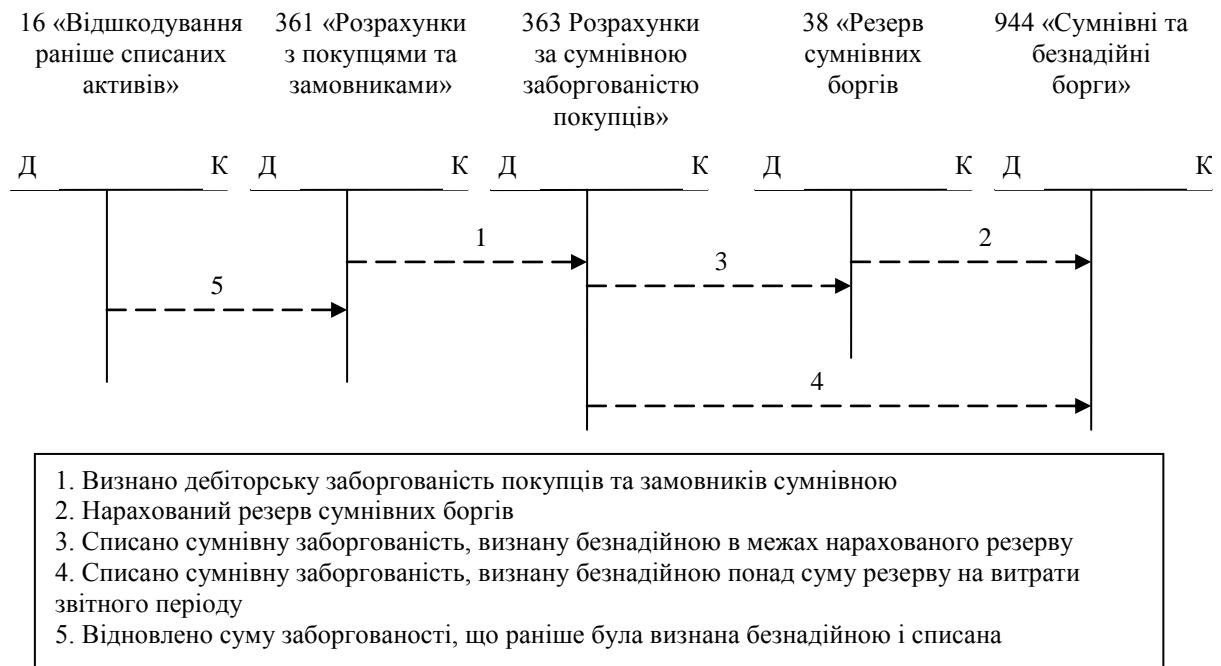 16 «Відшкодування
раніше списаних
активів»
361 «Розрахунки
з покупцями та
замовниками»
363 Розрахунки
за сумнівною
заборгованістю
покупців»
38 «Резерв
сумнівних
боргів
944 «Сумнівні та
безнадійні
борги»
Д К Д К Д К Д К Д К
1
2
3
5
4
1. Визнано дебіторську заборгованість покупців та замовників сумнівною
2. Нарахований резерв сумнівних боргів
3. Списано сумнівну заборгованість, визнану безнадійною в межах нарахованого резерву
4. Списано сумнівну заборгованість, визнану безнадійною понад суму резерву на витрати
звітного періоду
5. Відновлено суму заборгованості, що раніше була визнана безнадійною і списана